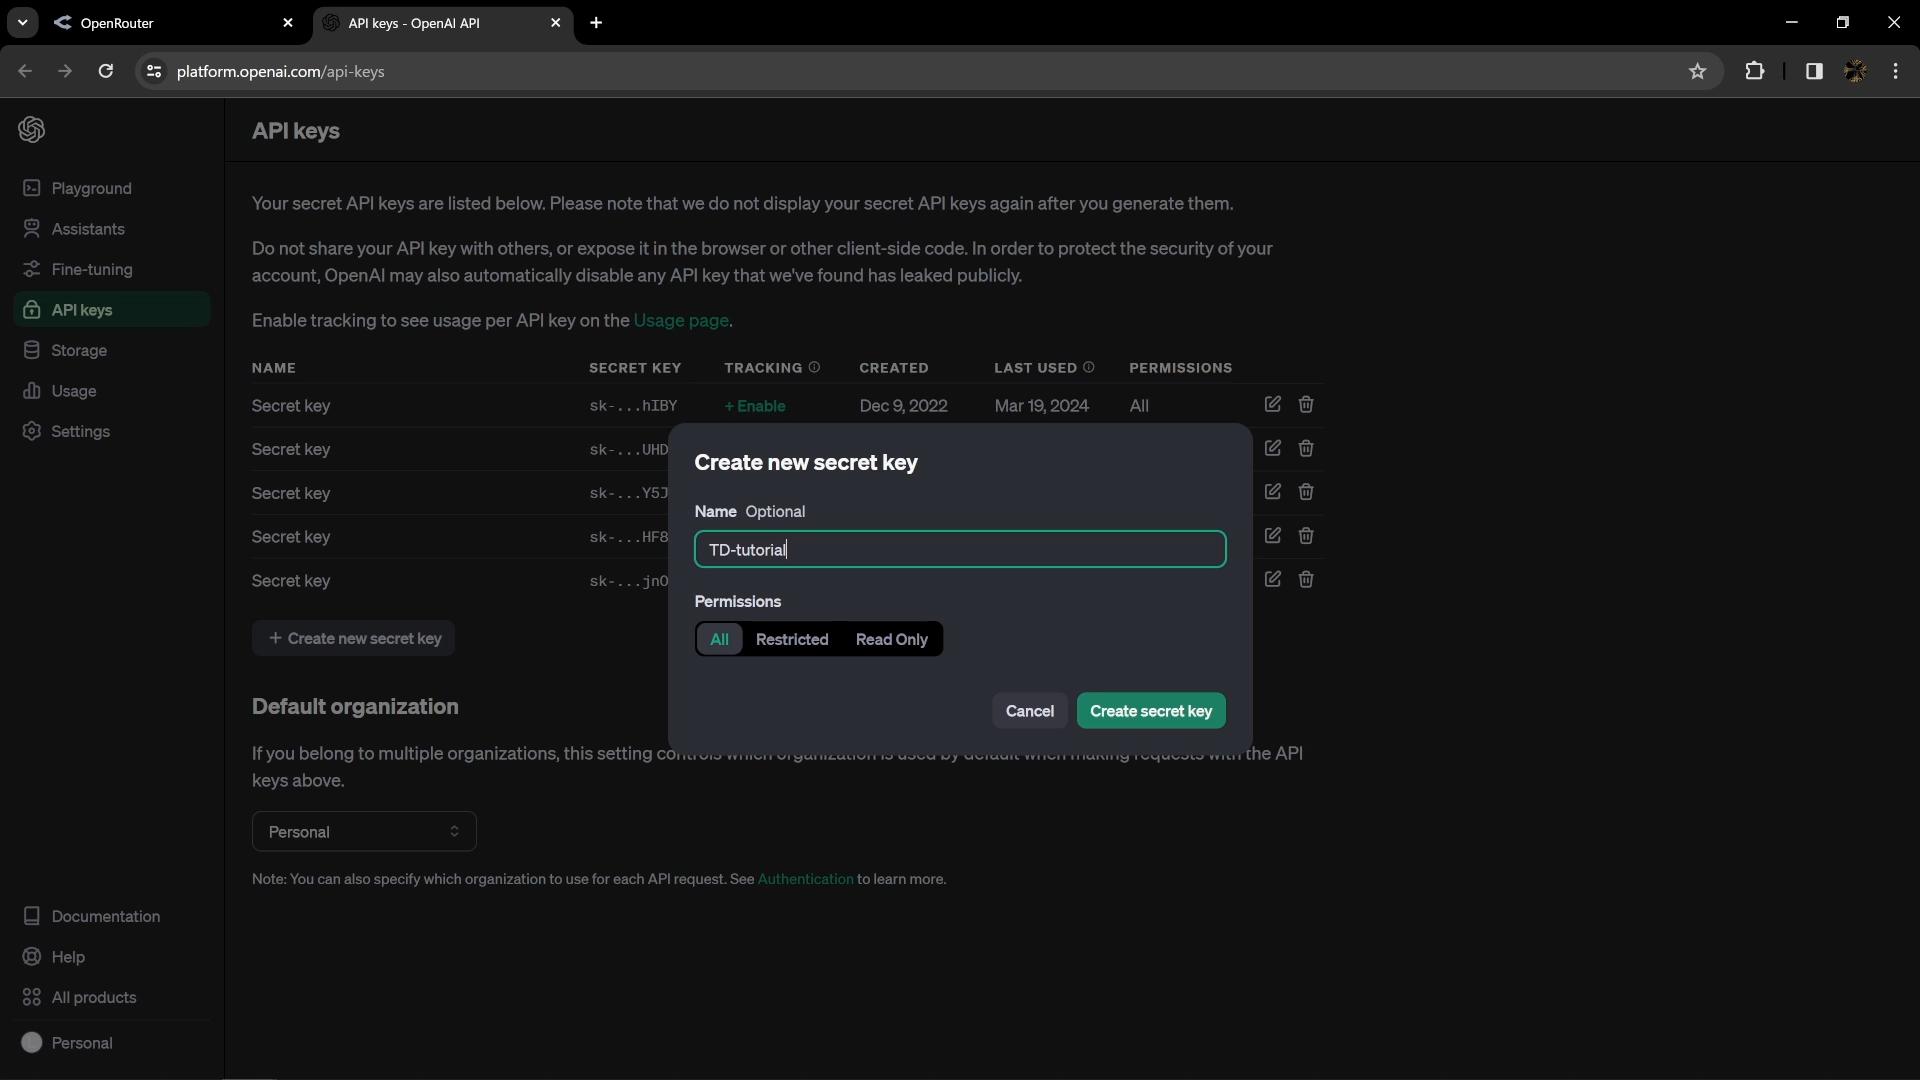 OpenRouter
API keys - OpenAI API
platform.openai.com/api-keys
API keys
Playground
Assistants
Fine-tuning
API keys
Storage
Usage
Settings
Your secret API keys are listed below. Please note that we do not display your secret API keys again after you generate them.
Do not share your API key with others, or expose it in the browser or other client-side code. In order to protect the security of your
account, OpenAI may also automatically disable any API key that we've found has leaked publicly.
Enable tracking to see usage per API key on the Usage page.
NAME SECRET KEY TRACKING CREATED LAST USED PERMISSIONS
Secret key sk-...hIBY + Enable Dec 9, 2022 Mar 19, 2024 All
Secret key sk-...UHD
Secret key sk-...Y5J
Secret key sk-...HF8
Secret key sk-...jnO
+ Create new secret key
Create new secret key
Name Optional
TD-tutorial
Permissions
All Restricted Read Only
Cancel Create secret key
Default organization
If you belong to multiple organizations, this setting controls which organization is used by default when making requests with the API
keys above.
Personal
Note: You can also specify which organization to use for each API request. See Authentication to learn more.
Documentation
Help
All products
Personal